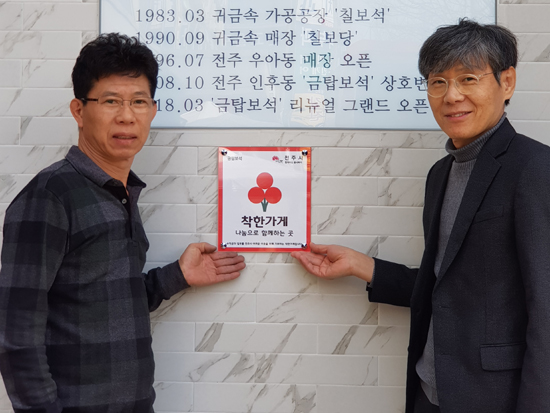 1983.03 귀금속 가공공장 '칠보석'
1990.09 귀금속 매장 '칠보당'
96.07 전주 우아동 매장 오픈
08.10 전주 인후동 '금탑보석' 상호변
18.03 '금탑보석' 리뉴얼 그랜드 오픈
금탑보석
전주시
착한가게
나눔으로 함께하는 곳